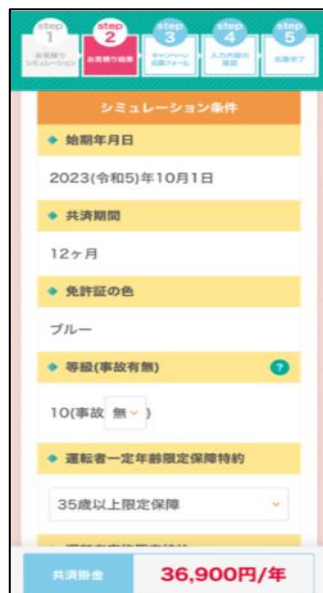 step
1
お見積り
シミュレーション
step
2
お見積り結果
step
3
キャンペーン
応募フォーム
step
4
入力内容の
確認
step
5
応募完了
シミュレーション条件
始期年月日
2023(令和5)年10月1日
共済期間
12ヶ月
免許証の色
ブルー
等級(事故有無) ?
10(事故 無 )
運転者一定年齢限定保障特約
35歳以上限定保障
共済掛金 36,900円/年